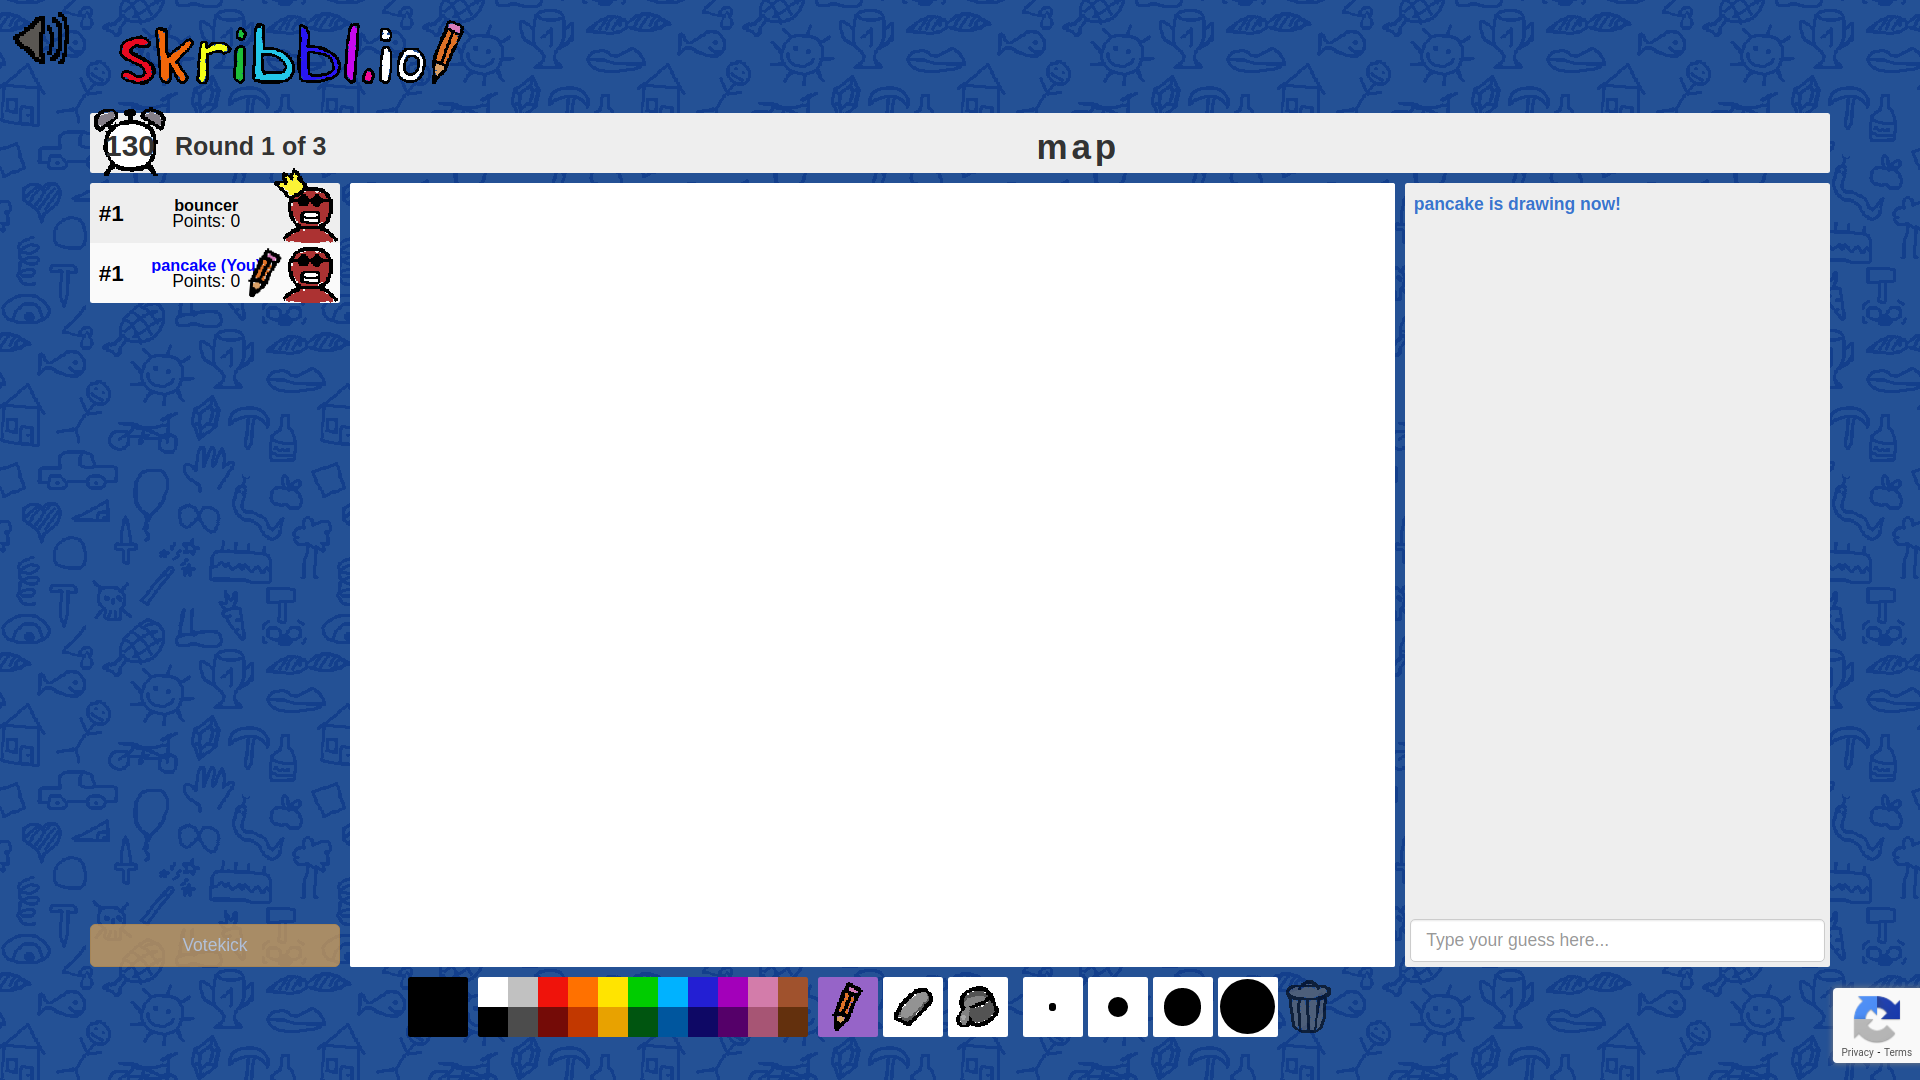 skribbl.io
130
Round 1 of 3
map
#1
bouncer
Points: 0
#1
pancake (You)
Points: 0
pancake is drawing now!
Votekick
Type your guess here...
Privacy - Terms